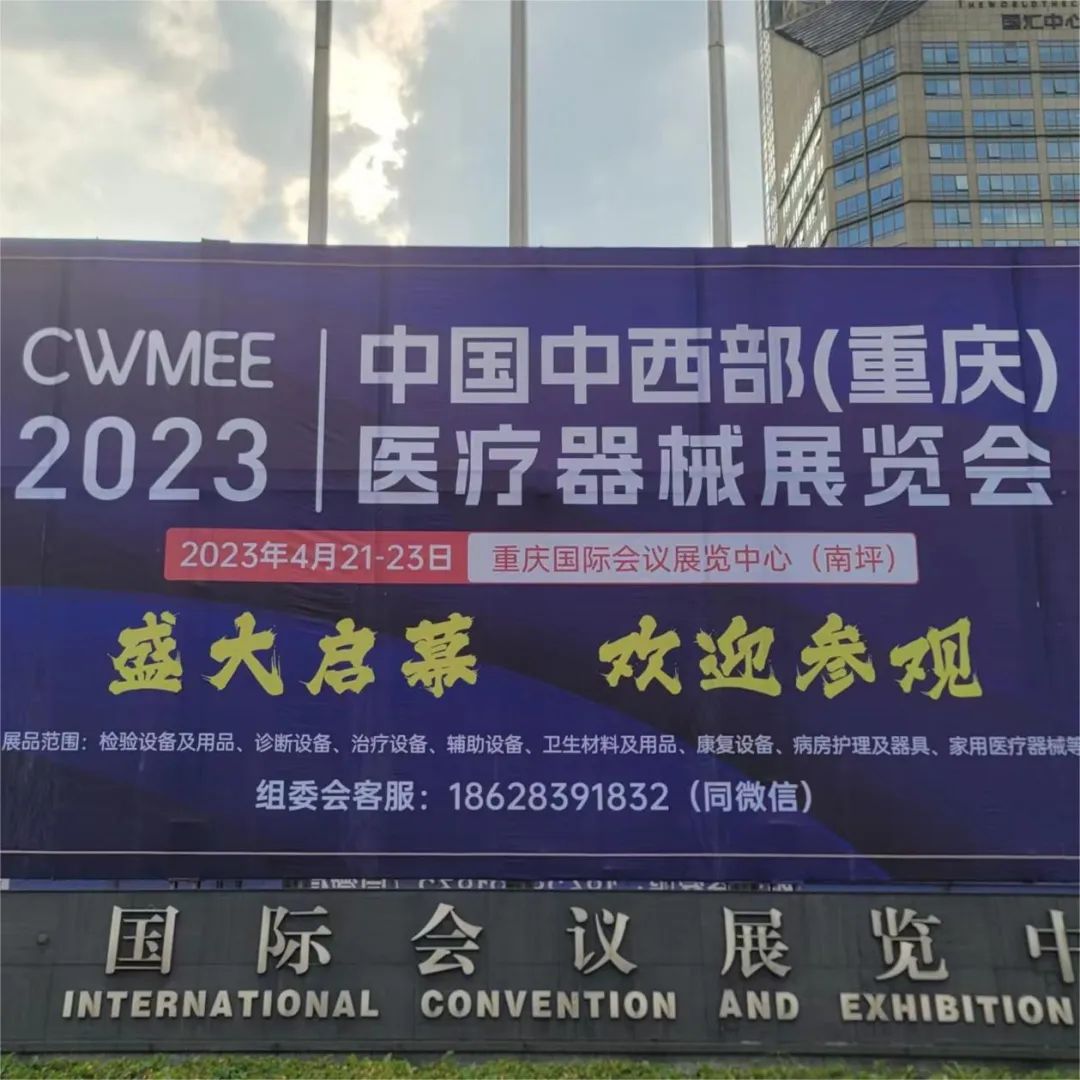 THEWORLDTHEC
国汇中心
CWMEE
2023
中国中西部(重庆)
医疗器械展览会
2023年4月21-23日
重庆国际会议展览中心（南坪）
盛大启幕 欢迎参观
展品范围：检验设备及用品、诊断设备、治疗设备、辅助设备、卫生材料及用品、康复设备、病房护理及器具、家用医疗器械等
组委会客服：18628391832（同微信）
国际会议展览中
INTERNATIONAL CONVENTION AND EXHIBITION